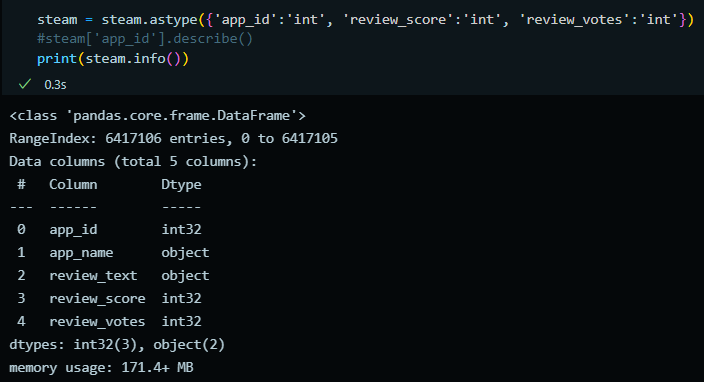 steam = steam.astype({'app_id':'int', 'review_score':'int', 'review_votes':'int'})
#steam['app_id'].describe()
print(steam.info())
✓ 0.3s
<class 'pandas.core.frame.DataFrame'>
RangeIndex: 6417106 entries, 0 to 6417105
Data columns (total 5 columns):
 #   Column        Dtype
---  ------        -----
 0   app_id        int32
 1   app_name      object
 2   review_text   object
 3   review_score  int32
 4   review_votes  int32
dtypes: int32(3), object(2)
memory usage: 171.4+ MB